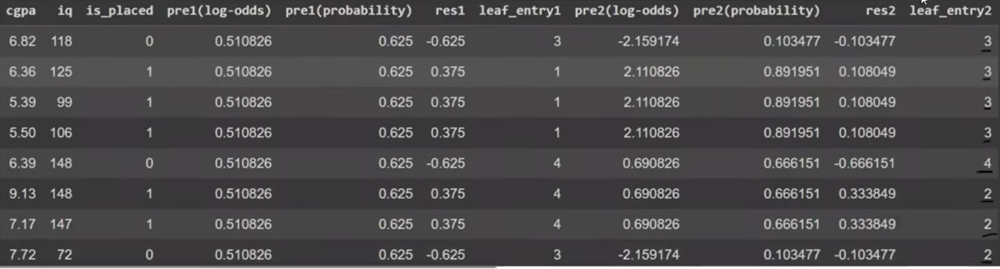 cgpa iq is_placed pre1(log-odds) pre1(probability) res1 leaf_entry1 pre2(log-odds) pre2(probability) res2 leaf_entry2
6.82 118 0 0.510826 0.625 -0.625 3 -2.159174 0.103477 -0.103477 3
6.36 125 1 0.510826 0.625 0.375 1 2.110826 0.891951 0.108049 3
5.39 99 1 0.510826 0.625 0.375 1 2.110826 0.891951 0.108049 3
5.50 106 1 0.510826 0.625 0.375 1 2.110826 0.891951 0.108049 3
6.39 148 0 0.510826 0.625 -0.625 4 0.690826 0.666151 -0.666151 4
9.13 148 1 0.510826 0.625 0.375 4 0.690826 0.666151 0.333849 2
7.17 147 1 0.510826 0.625 0.375 4 0.690826 0.666151 0.333849 2
7.72 72 0 0.510826 0.625 -0.625 3 -2.159174 0.103477 -0.103477 2